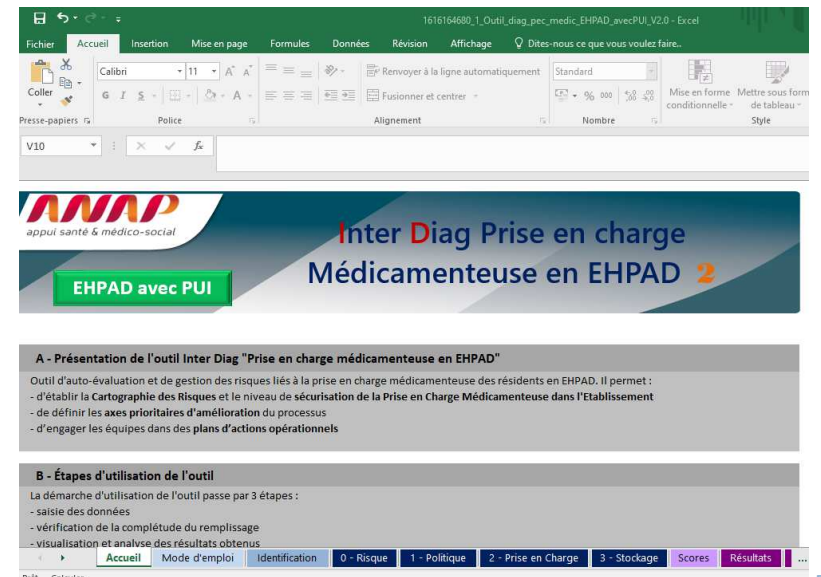 1616164680_1_Outil_diag_pec_medic_EHPAD_avecPUI_V2.0 - Excel
Fichier Accueil Insertion Mise en page Formules Données Révision Affichage Dites-nous ce que vous voulez faire..
Coller Calibri 11 A A Renvoyer à la ligne automatiquement Standard
G I S A Fusionner et centrer % 000 Mise en forme conditionnelle Mettre sous form de tableau
Presse-papiers Police Alignement Nombre Style
V10 fx
ANAP
appui santé & médico-social
Inter Diag Prise en charge
Médicamenteuse en EHPAD 2
EHPAD avec PUI
A - Présentation de l'outil Inter Diag "Prise en charge médicamenteuse en EHPAD"
Outil d'auto-évaluation et de gestion des risques liés à la prise en charge médicamenteuse des résidents en EHPAD. Il permet :
- d'établir la Cartographie des Risques et le niveau de sécurisation de la Prise en Charge Médicamenteuse dans l'Etablissement
- de définir les axes prioritaires d'amélioration du processus
- d'engager les équipes dans des plans d'actions opérationnels
B - Étapes d'utilisation de l'outil
La démarche d'utilisation de l'outil passe par 3 étapes :
- saisie des données
- vérification de la complétude du remplissage
- visualisation et analyse des résultats obtenus
Accueil Mode d'emploi Identification 0 - Risque 1 - Politique 2 - Prise en Charge 3 - Stockage Scores Résultats ...